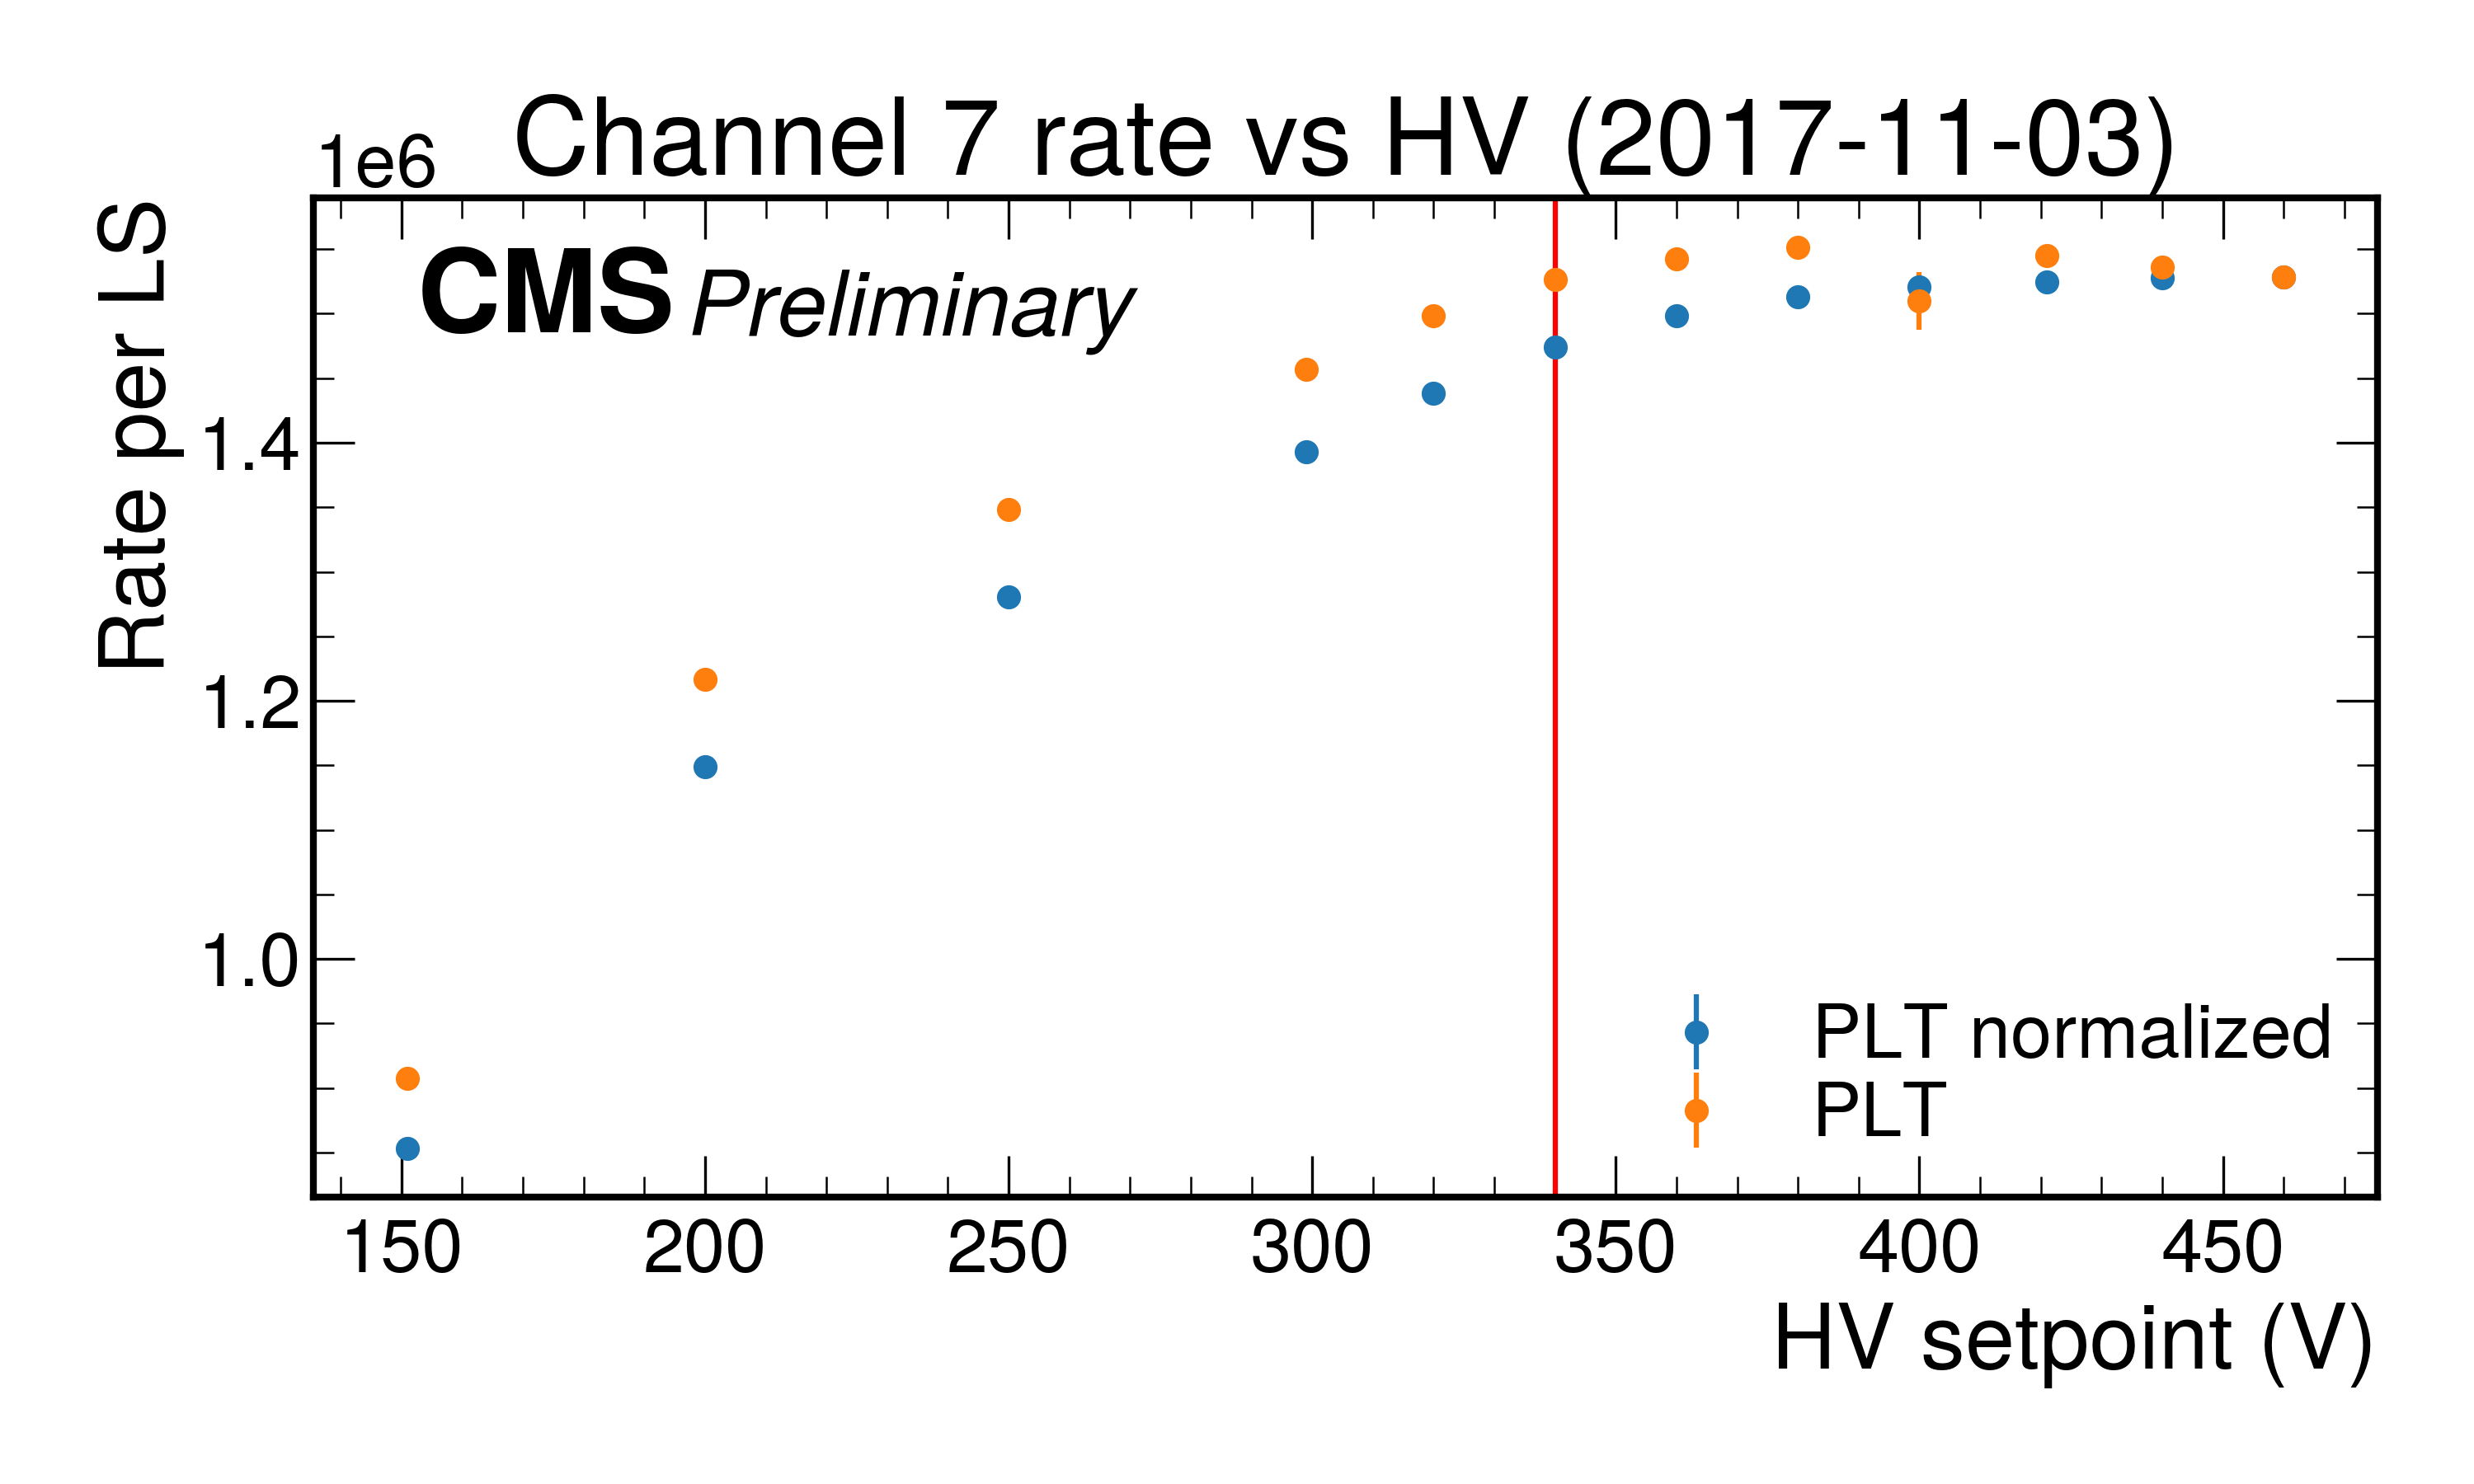 Channel 7 rate vs HV (2017-11-03)
1e6
Rate per LS
CMS Preliminary
1.4
1.2
1.0
PLT normalized
PLT
150 200 250 300 350 400 450
HV setpoint (V)